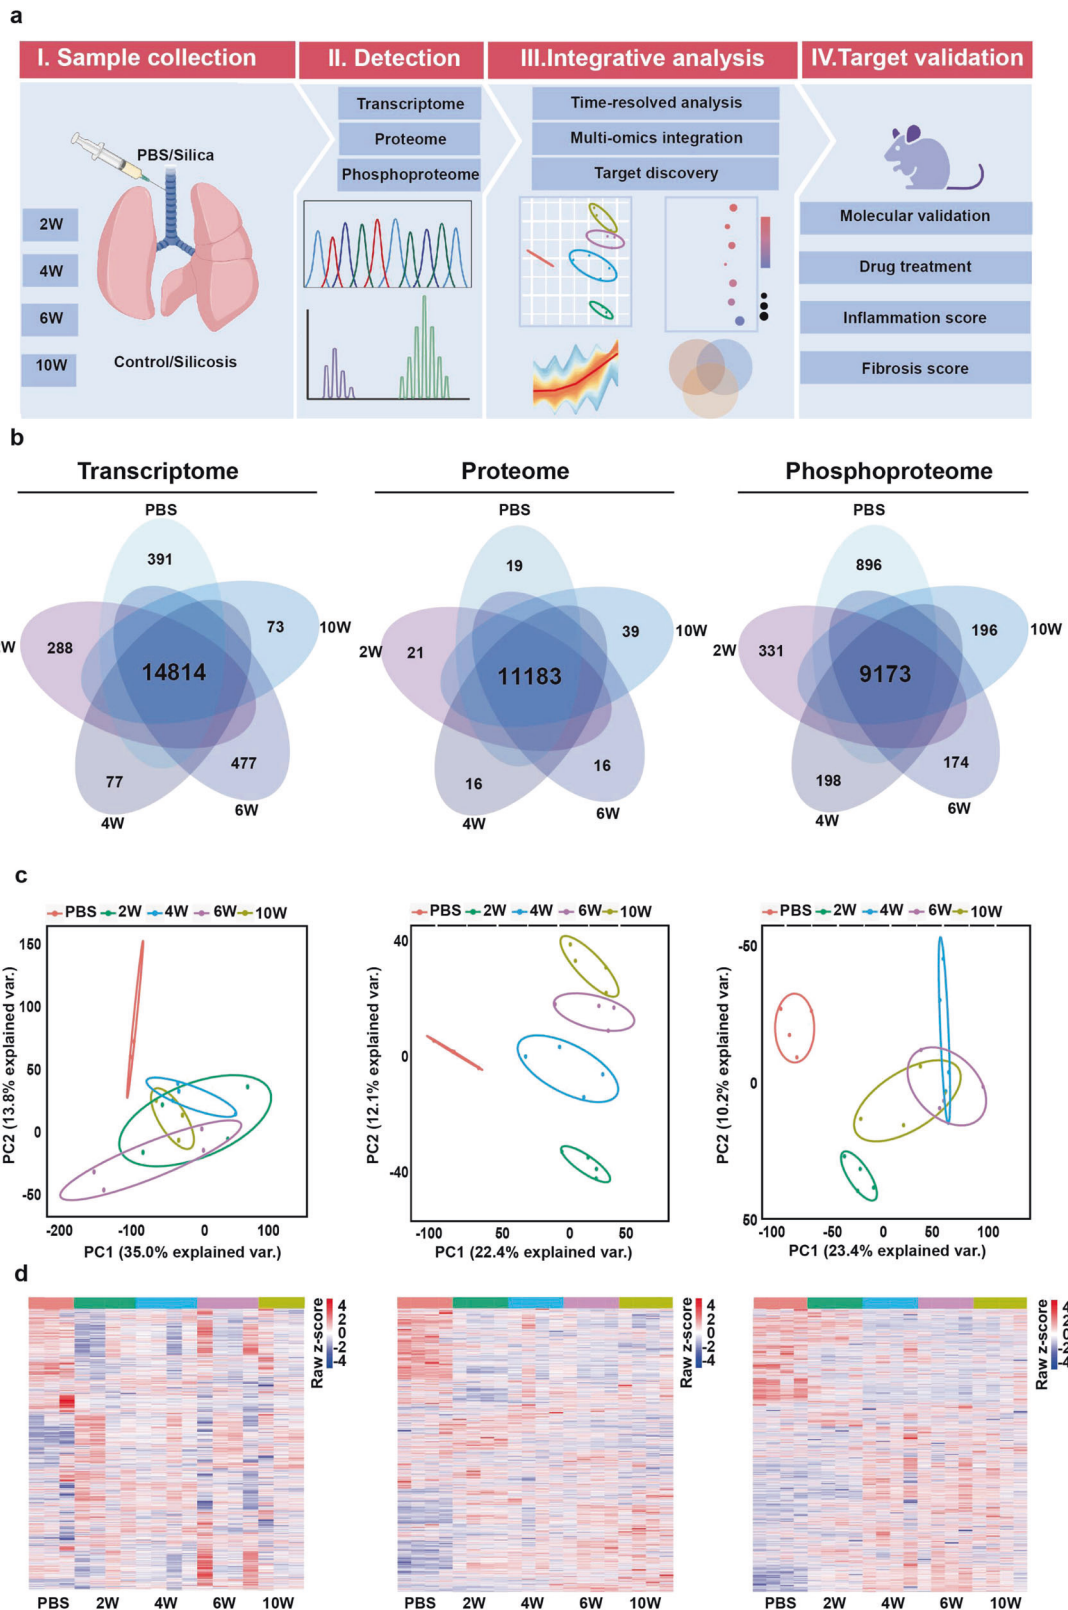 a
I. Sample collection
II. Detection
III.Integrative analysis
IV.Target validation
PBS/Silica
2W
4W
6W
10W
Control/Silicosis
Transcriptome
Proteome
Phosphoproteome
Time-resolved analysis
Multi-omics integration
Target discovery
Molecular validation
Drug treatment
Inflammation score
Fibrosis score
b
Transcriptome
PBS
391
73
10W
W
288
14814
77
477
4W
6W
Proteome
PBS
19
39
10W
2W
21
11183
16
16
4W
6W
Phosphoproteome
PBS
896
196
10W
2W
331
9173
198
174
4W
6W
c
PBS 2W 4W 6W 10W
150
100
50
0
-50
-200 -100 0 100
PC2 (13.8% explained var.)
PC1 (35.0% explained var.)
PBS 2W 4W 6W 10W
40
0
-40
-100 -50 0 50
PC2 (12.1% explained var.)
PC1 (22.4% explained var.)
PBS 2W 4W 6W 10W
-50
0
50
-100 -50 0 50 100
PC2 (10.2% explained var.)
PC1 (23.4% explained var.)
d
4
2
0
-2
-4
Raw z-score
PBS 2W 4W 6W 10W
4
2
0
-2
-4
Raw z-score
PBS 2W 4W 6W 10W
4
2
0
-2
-4
Raw z-score
PBS 2W 4W 6W 10W